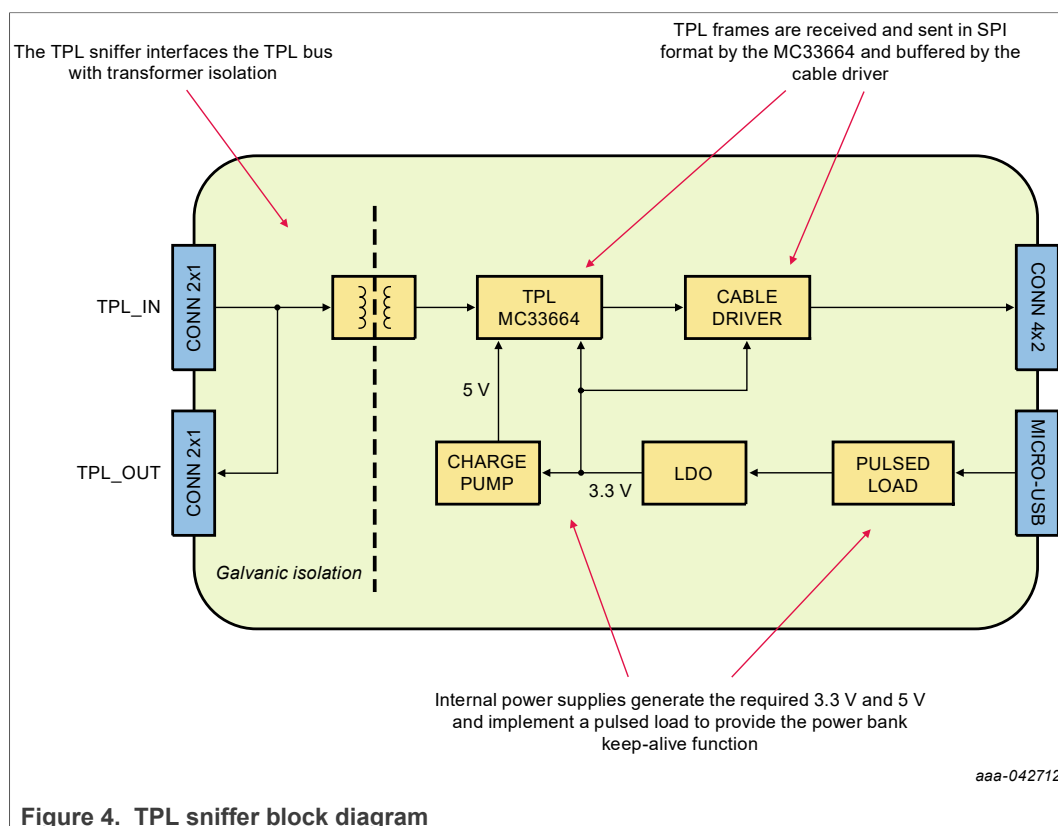 The TPL sniffer interfaces the TPL bus
with transformer isolation
TPL frames are received and sent in SPI
format by the MC33664 and buffered by the
cable driver
TPL_IN
CONN 2x1
TPL
MC33664
CABLE
DRIVER
CONN 4x2
5 V
TPL_OUT
CONN 2x1
CHARGE
PUMP
3.3 V
LDO
PULSED
LOAD
MICRO-USB
Galvanic isolation
Internal power supplies generate the required 3.3 V and 5 V
and implement a pulsed load to provide the power bank
keep-alive function
aaa-042712
Figure 4. TPL sniffer block diagram